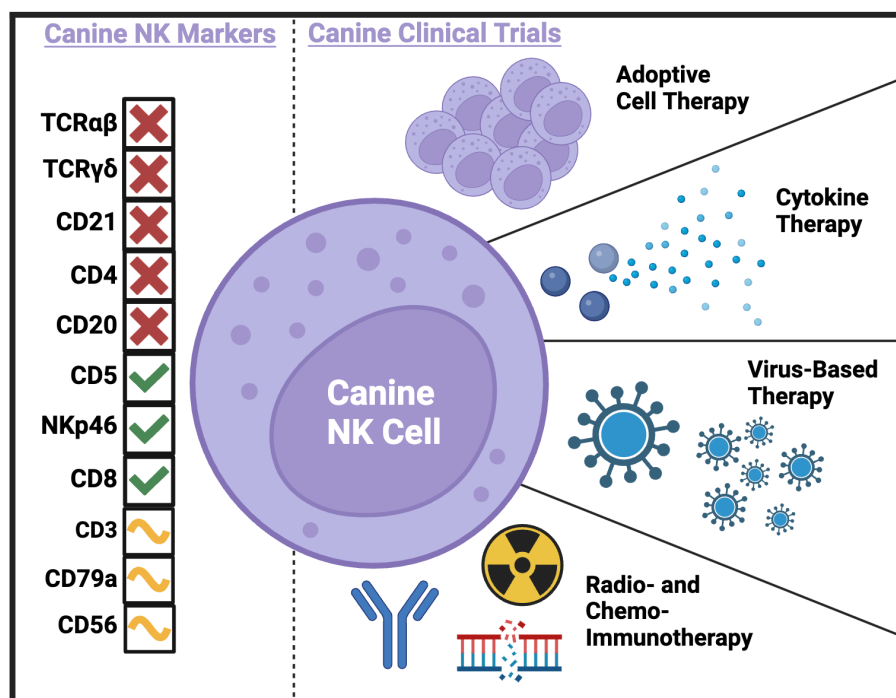 Canine NK Markers
TCRαβ
TCRγδ
CD21
CD4
CD20
CD5
NKp46
CD8
CD3
CD79a
CD56
Canine Clinical Trials
Adoptive
Cell Therapy
Cytokine
Therapy
Virus-Based
Therapy
Radio- and
Chemo-
Immunotherapy
Canine
NK Cell